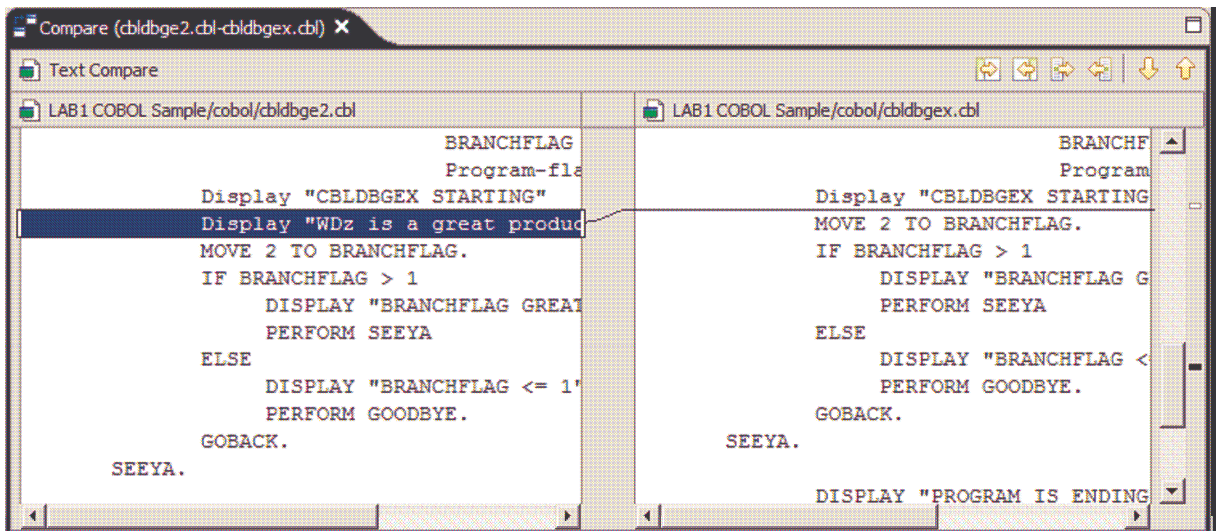 Compare (cbldbge2.cbl-cbldbgex.cbl)
Text Compare
LAB1 COBOL Sample/cobol/cbldbge2.cbl
BRANCHFLAG
Program-fla
Display "CBLDBGEX STARTING"
Display "WDz is a great produc
MOVE 2 TO BRANCHFLAG.
IF BRANCHFLAG > 1
DISPLAY "BRANCHFLAG GREAT
PERFORM SEEYA
ELSE
DISPLAY "BRANCHFLAG <= 1"
PERFORM GOODBYE.
GOBACK.
SEEYA.
LAB1 COBOL Sample/cobol/cbldbgex.cbl
BRANCHF
Program
Display "CBLDBGEX STARTING
MOVE 2 TO BRANCHFLAG.
IF BRANCHFLAG > 1
DISPLAY "BRANCHFLAG G
PERFORM SEEYA
ELSE
DISPLAY "BRANCHFLAG <
PERFORM GOODBYE.
GOBACK.
SEEYA.
DISPLAY "PROGRAM IS ENDING